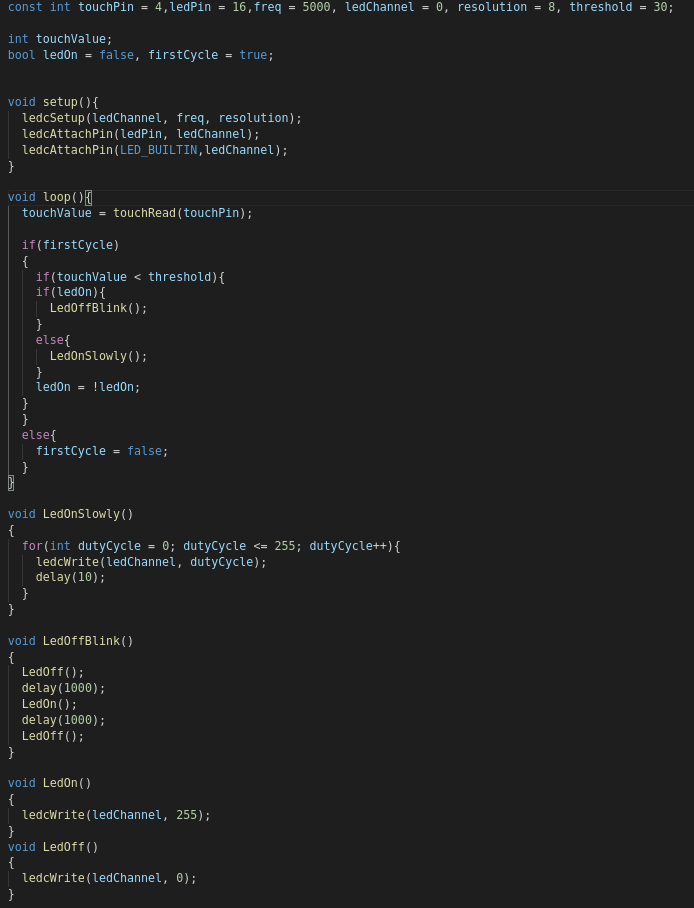 const int touchPin = 4,ledPin = 16,freq = 5000, ledChannel = 0, resolution = 8, threshold = 30;

int touchValue;
bool ledOn = false, firstCycle = true;


void setup(){
  ledcSetup(ledChannel, freq, resolution);
  ledcAttachPin(ledPin, ledChannel);
  ledcAttachPin(LED_BUILTIN,ledChannel);
}

void loop(){
  touchValue = touchRead(touchPin);

  if(firstCycle)
  {
    if(touchValue < threshold){
    if(ledOn){
      LedOffBlink();
    }
    else{
      LedOnSlowly();
    }
    ledOn = !ledOn;
  }
  }
  else{
    firstCycle = false;
  }
}

void LedOnSlowly()
{
  for(int dutyCycle = 0; dutyCycle <= 255; dutyCycle++){
    ledcWrite(ledChannel, dutyCycle);
    delay(10);
  }
}

void LedOffBlink()
{
  LedOff();
  delay(1000);
  LedOn();
  delay(1000);
  LedOff();
}

void LedOn()
{
  ledcWrite(ledChannel, 255);
}
void LedOff()
{
  ledcWrite(ledChannel, 0);
}